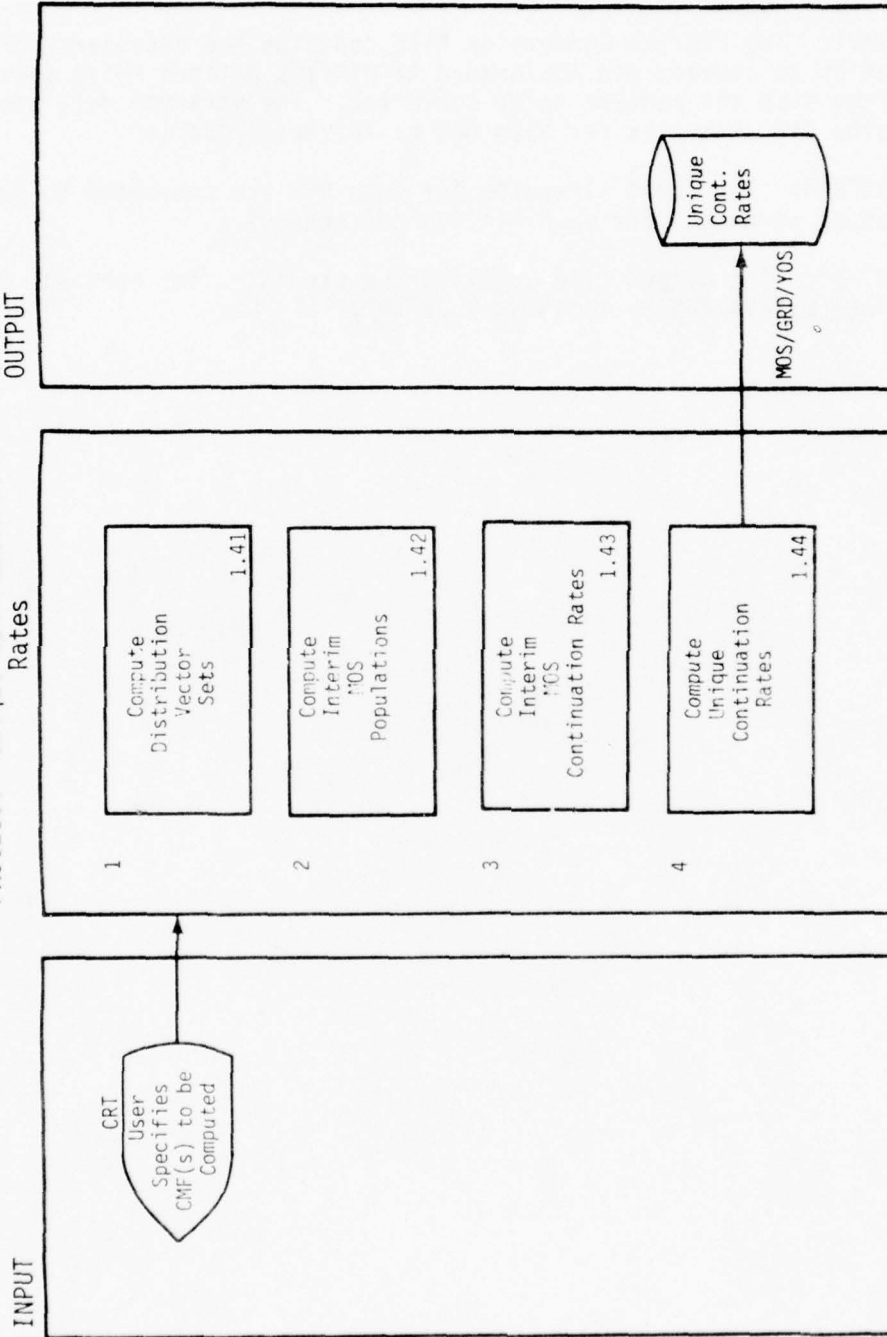 INPUT
Rates
OUTPUT
CRT
User
Specifies
CMF(s) to be
Computed
1
Compute
Distribution
Vector
Sets
1.41
2
Compute
Interim
MOS
Populations
1.42
3
Compute
Interim
MOS
Continuation Rates
1.43
4
Compute
Unique
Continuation
Rates
1.44
MOS/GRD/YOS
Unique
Cont.
Rates